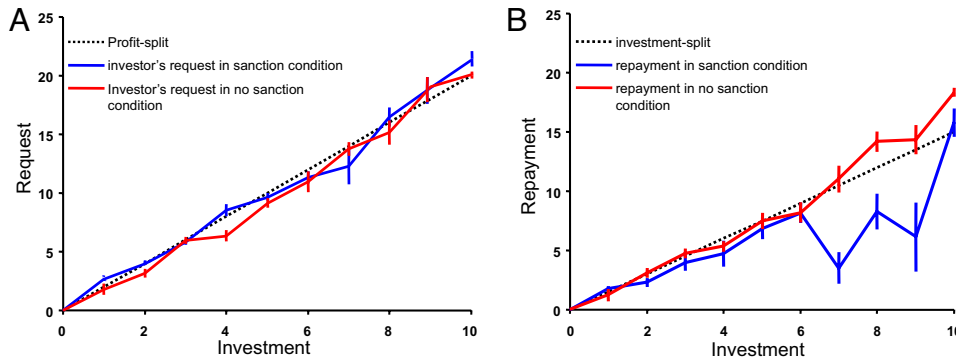 A
25
20
15
10
5
0
Request
Profit-split
investor's request in sanction condition
Investor's request in no sanction
condition
0
2
4
6
8
10
Investment
B
25
20
15
10
5
0
Repayment
investment-split
repayment in sanction condition
repayment in no sanction
condition
0
2
4
6
8
10
Investment